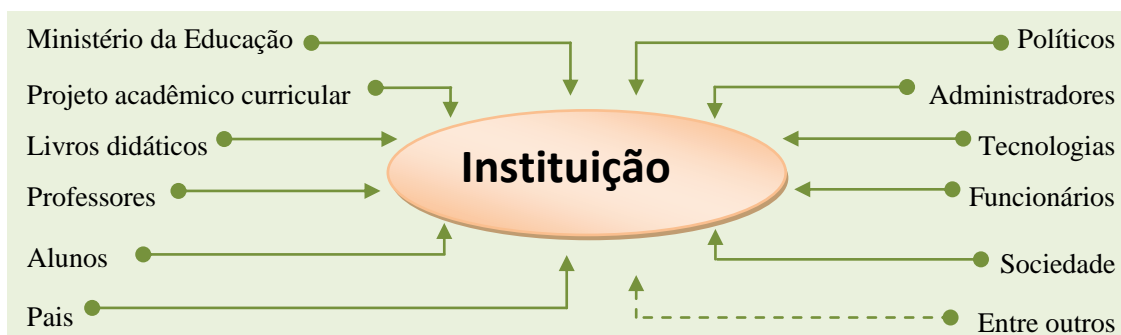 Ministério da Educação
Projeto acadêmico curricular
Livros didáticos
Professores
Alunos
Pais
Instituição
Políticos
Administradores
Tecnologias
Funcionários
Sociedade
Entre outros